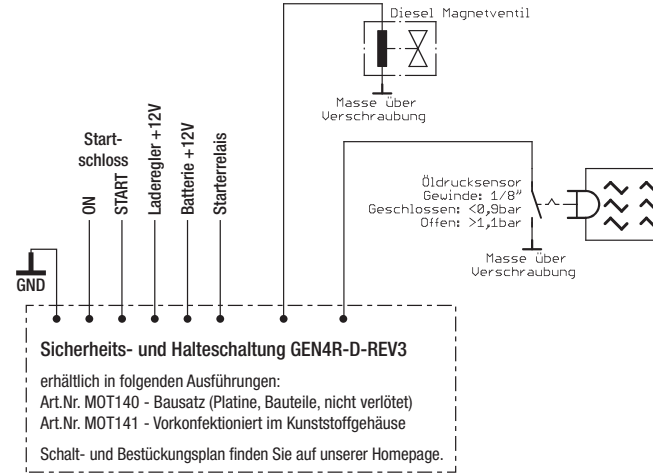 Diesel Magnetventil
Masse über
Verschraubung
Start-
schloss
ON
START
Laderegler +12V
Batterie +12V
Starterrelais
Öldrucksensor
Gewinde: 1/8"
Geschlossen: <0,9bar
Offen: >1,1bar
Masse über
Verschraubung
GND
Sicherheits- und Halteschaltung GEN4R-D-REV3
erhältlich in folgenden Ausführungen:
Art.Nr. MOT140 - Bausatz (Platine, Bauteile, nicht verlötet)
Art.Nr. MOT141 - Vorkonfektioniert im Kunststoffgehäuse
Schalt- und Bestückungsplan finden Sie auf unserer Homepage.